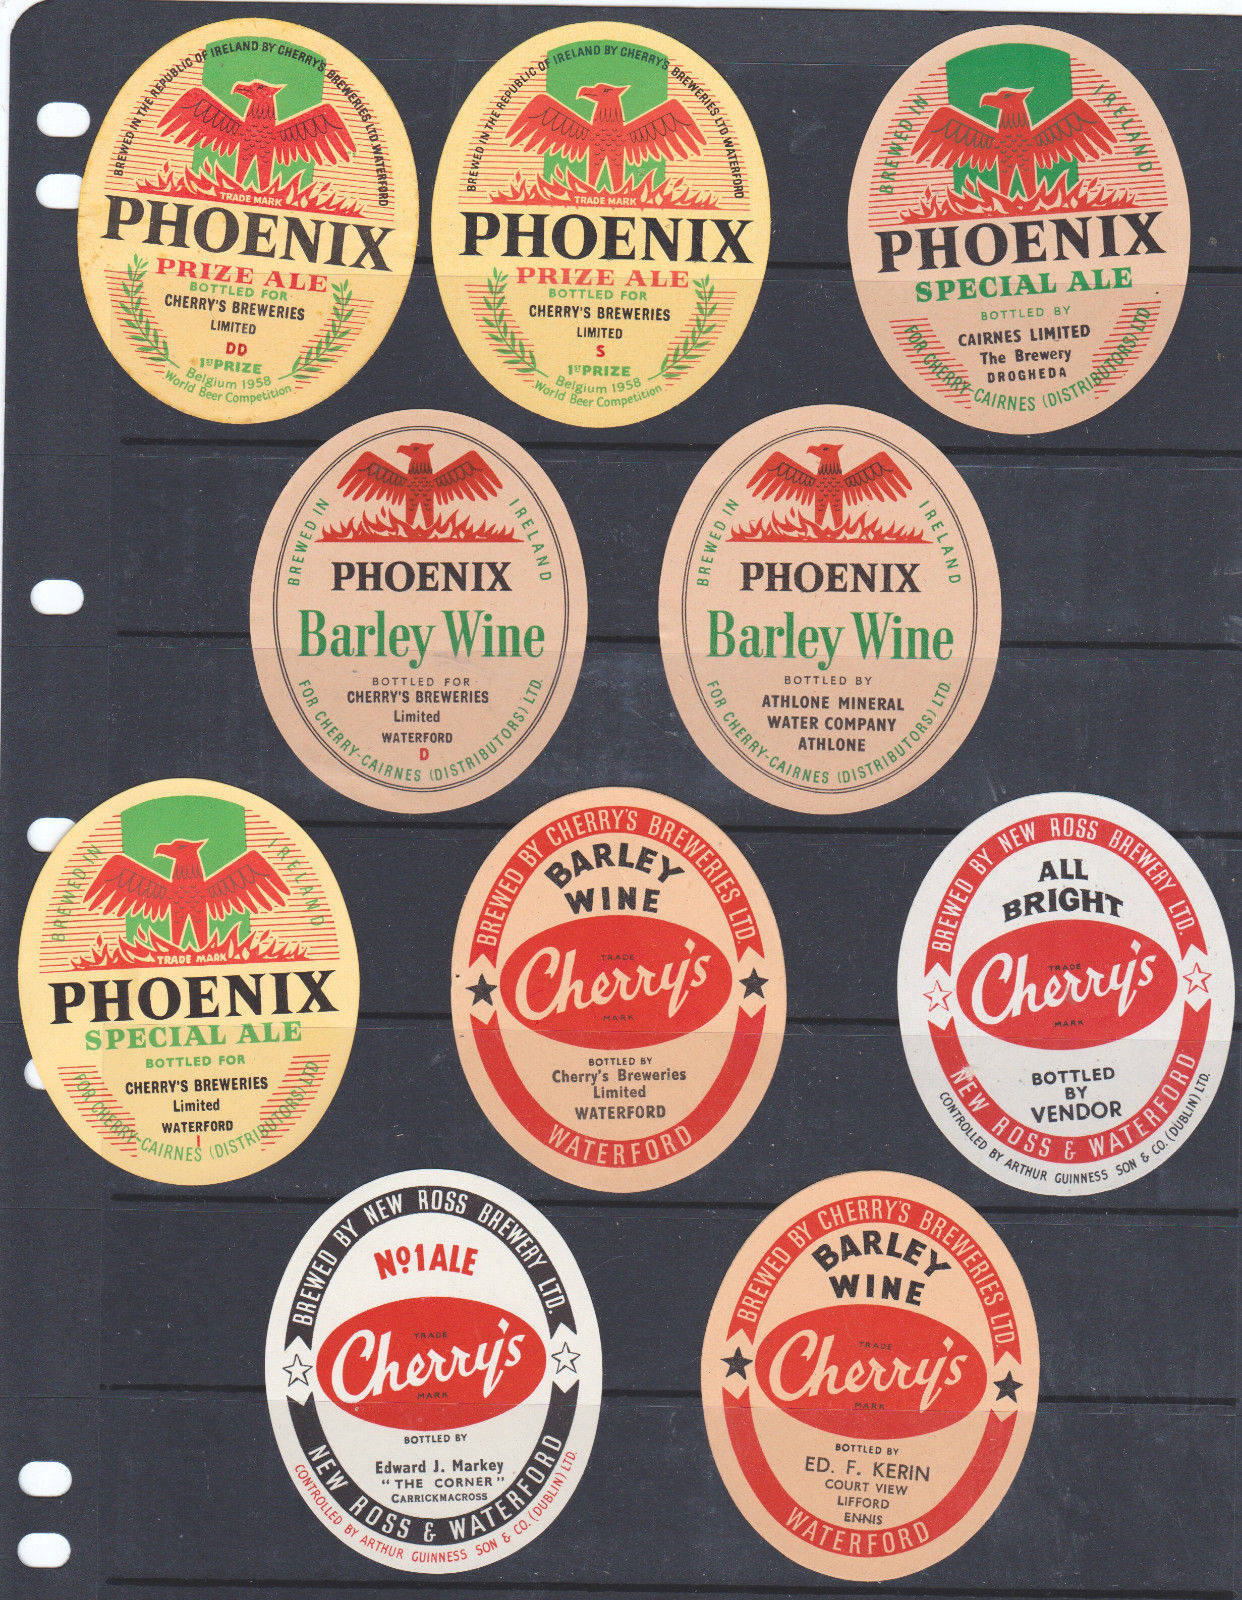 BREWED IN THE REPUBLIC OF IRELAND BY CHERRY'S BREWERIES LTD. WATERFORD
TRADE MARK
PHOENIX
PRIZE ALE
BOTTLED FOR
CHERRY'S BREWERIES
LIMITED
DD
1ST PRIZE
Belgium 1958
World Beer Competition
BREWED IN THE REPUBLIC OF IRELAND BY CHERRY'S BREWERIES LTD. WATERFORD
TRADE MARK
PHOENIX
PRIZE ALE
BOTTLED FOR
CHERRY'S BREWERIES
LIMITED
S
1ST PRIZE
Belgium 1958
World Beer Competition
BREWED IN IRELAND
PHOENIX
SPECIAL ALE
BOTTLED BY
CAIRNES LIMITED
The Brewery
DROGHEDA
FOR CHERRY-CAIRNES (DISTRIBUTORS) LTD
BREWED IN IRELAND
PHOENIX
Barley Wine
BOTTLED FOR
CHERRY'S BREWERIES
Limited
WATERFORD
D
FOR CHERRY-CAIRNES (DISTRIBUTORS) LTD.
BREWED IN IRELAND
PHOENIX
Barley Wine
BOTTLED BY
ATHLONE MINERAL
WATER COMPANY
ATHLONE
FOR CHERRY-CAIRNES (DISTRIBUTORS) LTD.
BREWED IN IRELAND
TRADE MARK
PHOENIX
SPECIAL ALE
BOTTLED FOR
CHERRY'S BREWERIES
Limited
WATERFORD
I
FOR CHERRY-CAIRNES (DISTRIBUTORS) LTD
BREWED BY CHERRY'S BREWERIES LTD.
BARLEY
WINE
TRADE
Cherry's
MARK
BOTTLED BY
Cherry's Breweries
Limited
WATERFORD
WATERFORD
BREWED BY NEW ROSS BREWERY LTD.
ALL
BRIGHT
TRADE
Cherry's
MARK
BOTTLED
BY
VENDOR
NEW ROSS & WATERFORD
CONTROLLED BY ARTHUR GUINNESS SON & CO. (DUBLIN) LTD.
BREWED BY NEW ROSS BREWERY LTD.
No. 1 ALE
TRADE
Cherry's
MARK
BOTTLED BY
Edward J. Markey
"THE CORNER"
CARRICKMACROSS
NEW ROSS & WATERFORD
CONTROLLED BY ARTHUR GUINNESS SON & CO. (DUBLIN) LTD.
BREWED BY CHERRY'S BREWERIES LTD.
BARLEY
WINE
TRADE
Cherry's
MARK
BOTTLED BY
ED. F. KERIN
COURT VIEW
LIFFORD
ENNIS
WATERFORD